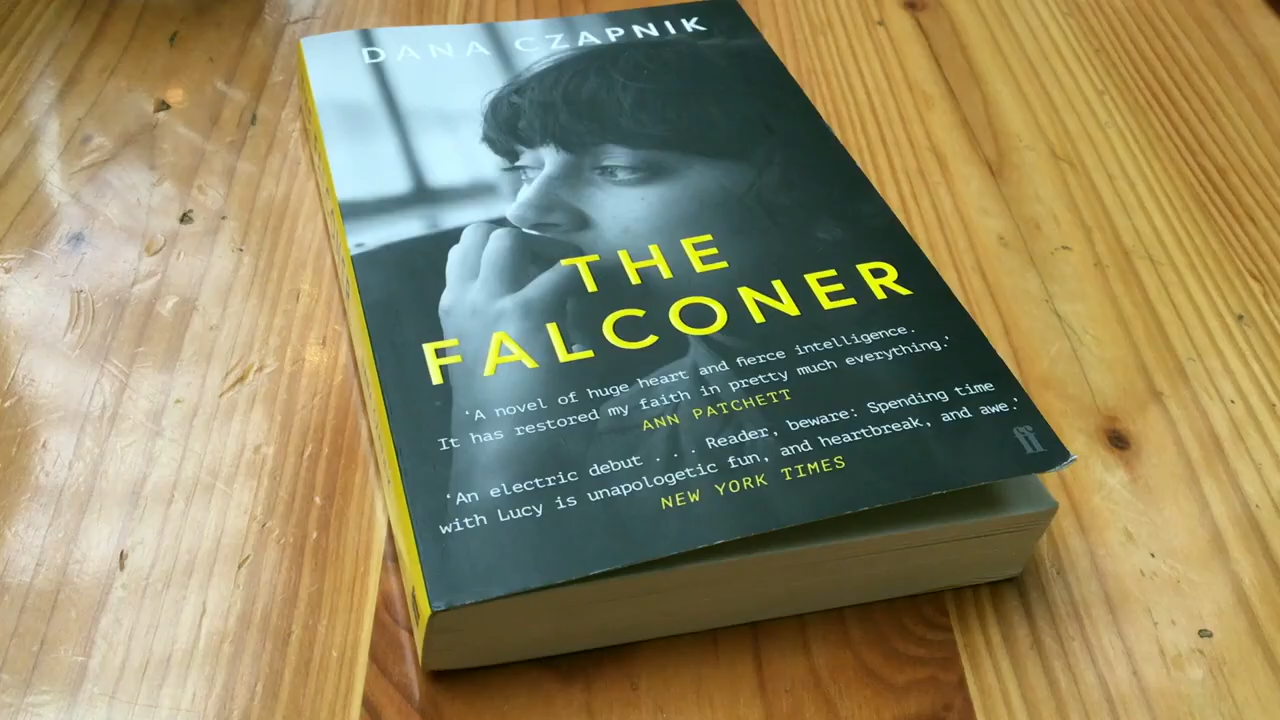 DANA CZAPNIK
THE
FALCONER
‘A novel of huge heart and fierce intelligence.
It has restored my faith in pretty much everything.’
ANN PATCHETT
‘An electric debut . . . Reader, beware: Spending time
with Lucy is unapologetic fun, and heartbreak, and awe.’
NEW YORK TIMES
ff